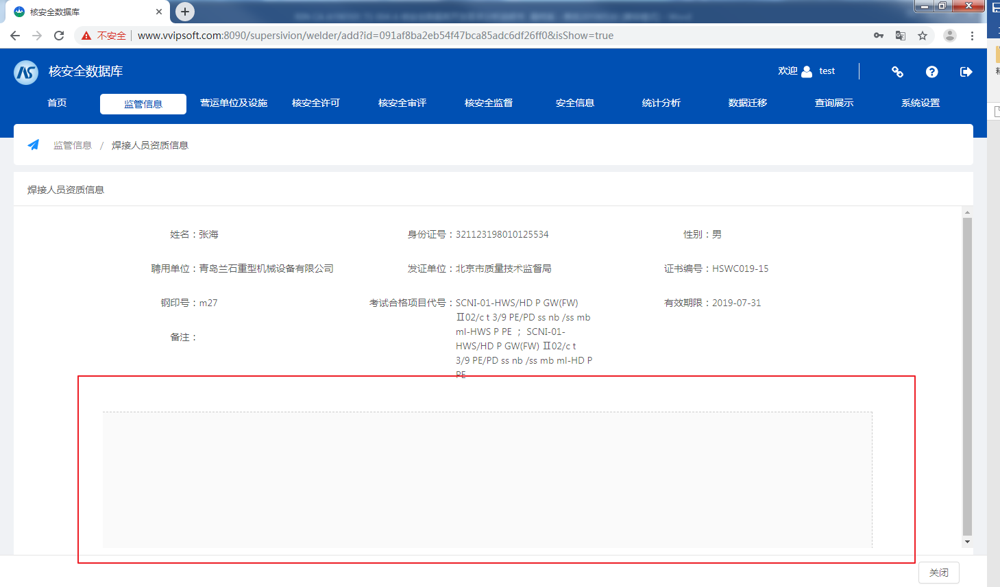 核安全数据库
不安全
www.vvipsoft.com:8090/supersivion/welder/add?id=091af8ba2eb54f47bca85adc6df26ff0&isShow=true
核安全数据库
欢迎 test
首页 监管信息 营运单位及设施 核安全许可 核安全审评 核安全监督 安全信息 统计分析 数据迁移 查询展示 系统设置
监管信息 / 焊接人员资质信息
焊接人员资质信息
姓名：张海 身份证号：321123198010125534 性别：男
聘用单位：青岛兰石重型机械设备有限公司 发证单位：北京市质量技术监督局 证书编号：HSWC019-15
钢印号：m27 考试合格项目代号：SCNI-01-HWS/HD P GW(FW) 有效期限：2019-07-31
Ⅱ02/c t 3/9 PE/PD ss nb /ss mb
ml-HWS P PE ； SCNI-01-
备注：
HWS/HD P GW(FW) Ⅱ02/c t
3/9 PE/PD ss nb /ss mb ml-HD P
PE
关闭